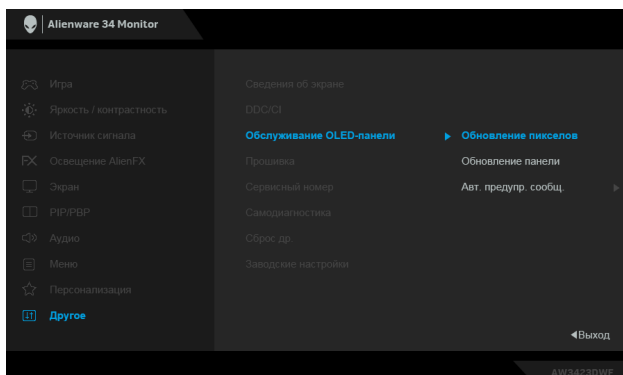 Alienware 34 Monitor
Игра
Яркость / контрастность
Источник сигнала
Освещение AlienFX
Экран
PIP/PBP
Аудио
Меню
Персонализация
Другое
Сведения об экране
DDC/CI
Обслуживание OLED-панели
Прошивка
Сервисный номер
Самодиагностика
Сброс др.
Заводские настройки
Обновление пикселов
Обновление панели
Авт. предупр. сообщ.
Выход
AW3423DWF